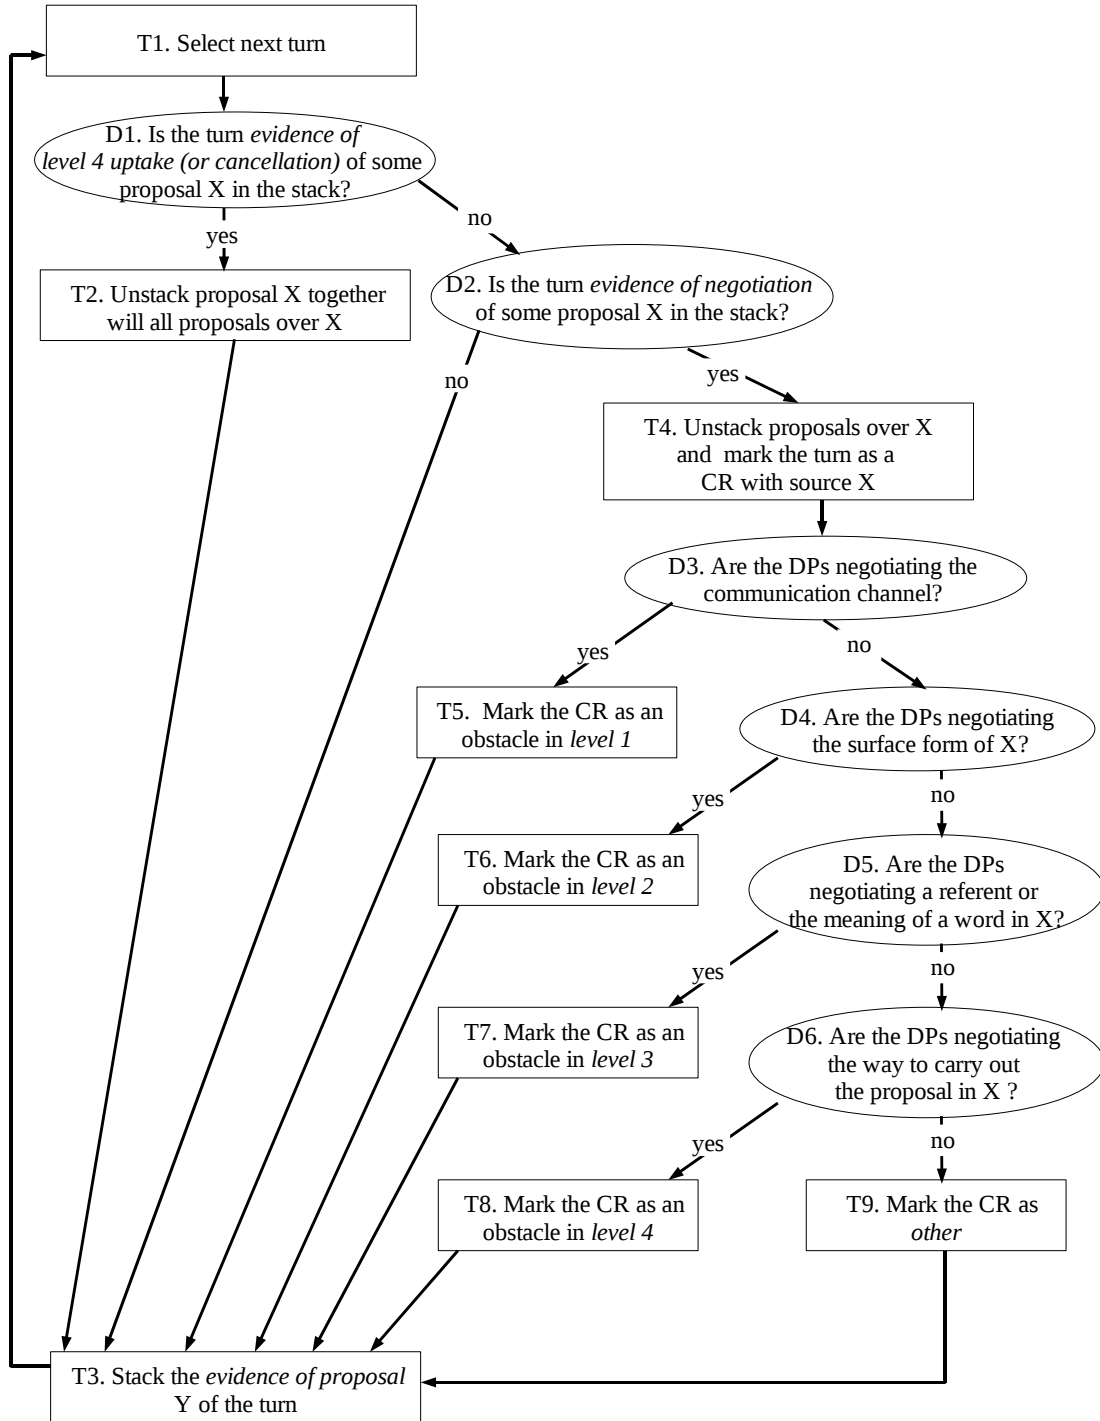 T1. Select next turn
D1. Is the turn evidence of
level 4 uptake (or cancellation) of some
proposal X in the stack?
no
yes
T2. Unstack proposal X together
will all proposals over X
D2. Is the turn evidence of negotiation
of some proposal X in the stack?
no
yes
T4. Unstack proposals over X
and mark the turn as a
CR with source X
D3. Are the DPs negotiating the
communication channel?
yes
no
T5. Mark the CR as an
obstacle in level 1
D4. Are the DPs negotiating
the surface form of X?
yes
no
T6. Mark the CR as an
obstacle in level 2
D5. Are the DPs
negotiating a referent or
the meaning of a word in X?
yes
no
T7. Mark the CR as an
obstacle in level 3
D6. Are the DPs negotiating
the way to carry out
the proposal in X ?
yes
no
T8. Mark the CR as an
obstacle in level 4
T9. Mark the CR as
other
T3. Stack the evidence of proposal
Y of the turn